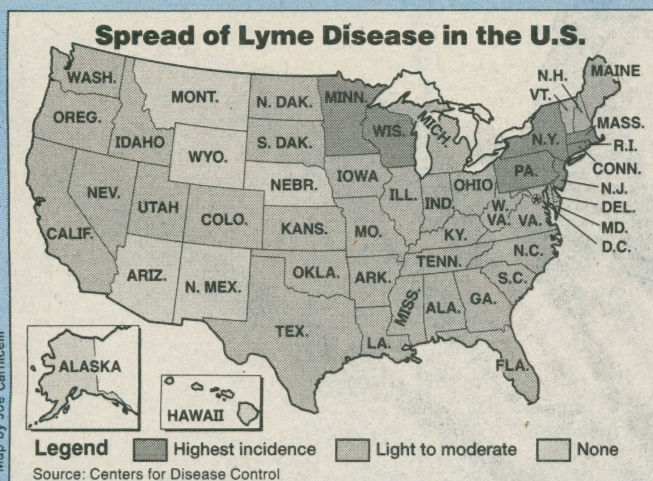 Spread of Lyme Disease in the U.S.
WASH.
MONT.
N. DAK.
MINN.
N.H.
MAINE
VT.
OREG.
IDAHO
S. DAK.
WIS.
MICH.
MASS.
N.Y.
R.I.
WYO.
CONN.
IOWA
PA.
NEBR.
N.J.
NEV.
UTAH
COLO.
ILL.
IND.
OHIO
DEL.
W.
VA.
VA.
MD.
CALIF.
KANS.
MO.
KY.
D.C.
*
N.C.
TENN.
ARIZ.
N. MEX.
OKLA.
ARK.
S.C.
MISS.
ALA.
GA.
TEX.
LA.
FLA.
ALASKA
HAWAII
Legend
Highest incidence
Light to moderate
None
Source: Centers for Disease Control
Map by Joe